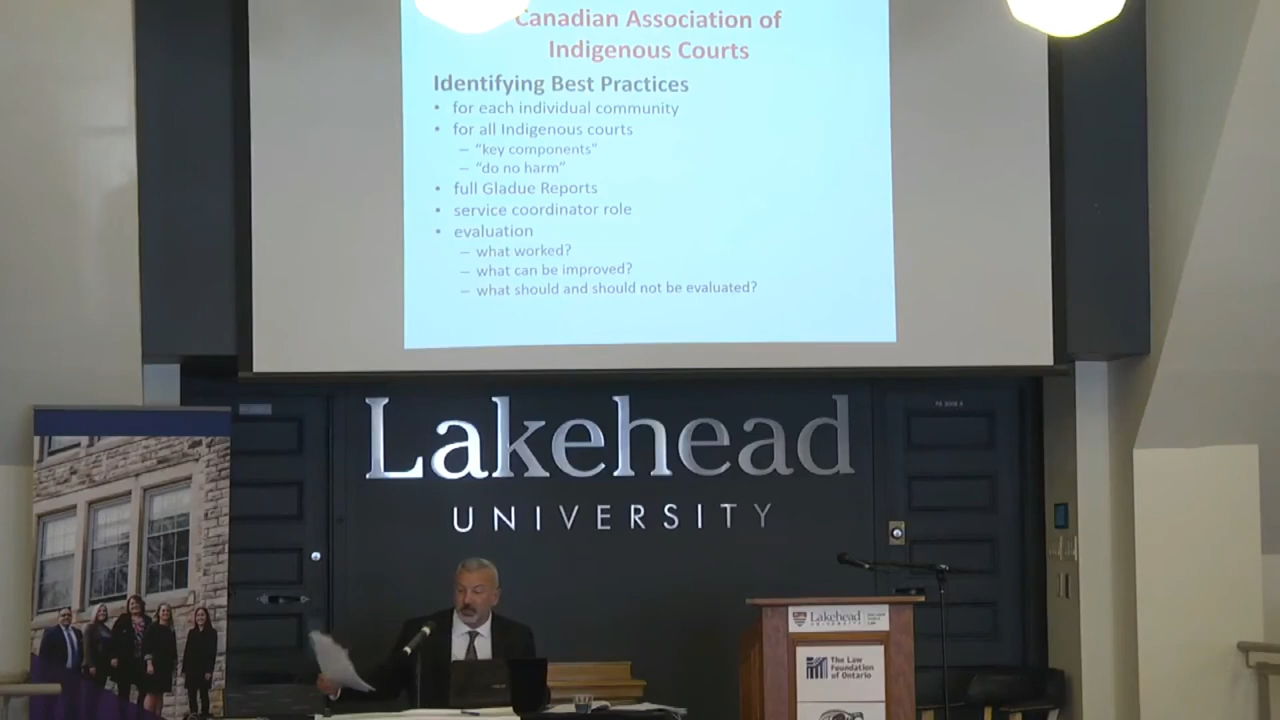 Canadian Association of
Indigenous Courts
Identifying Best Practices
• for each individual community
• for all Indigenous courts
– “key components”
– “do no harm”
• full Gladue Reports
• service coordinator role
• evaluation
– what worked?
– what can be improved?
– what should and should not be evaluated?
Lakehead
UNIVERSITY
Lakehead
UNIVERSITY
The Law
Foundation
of Ontario